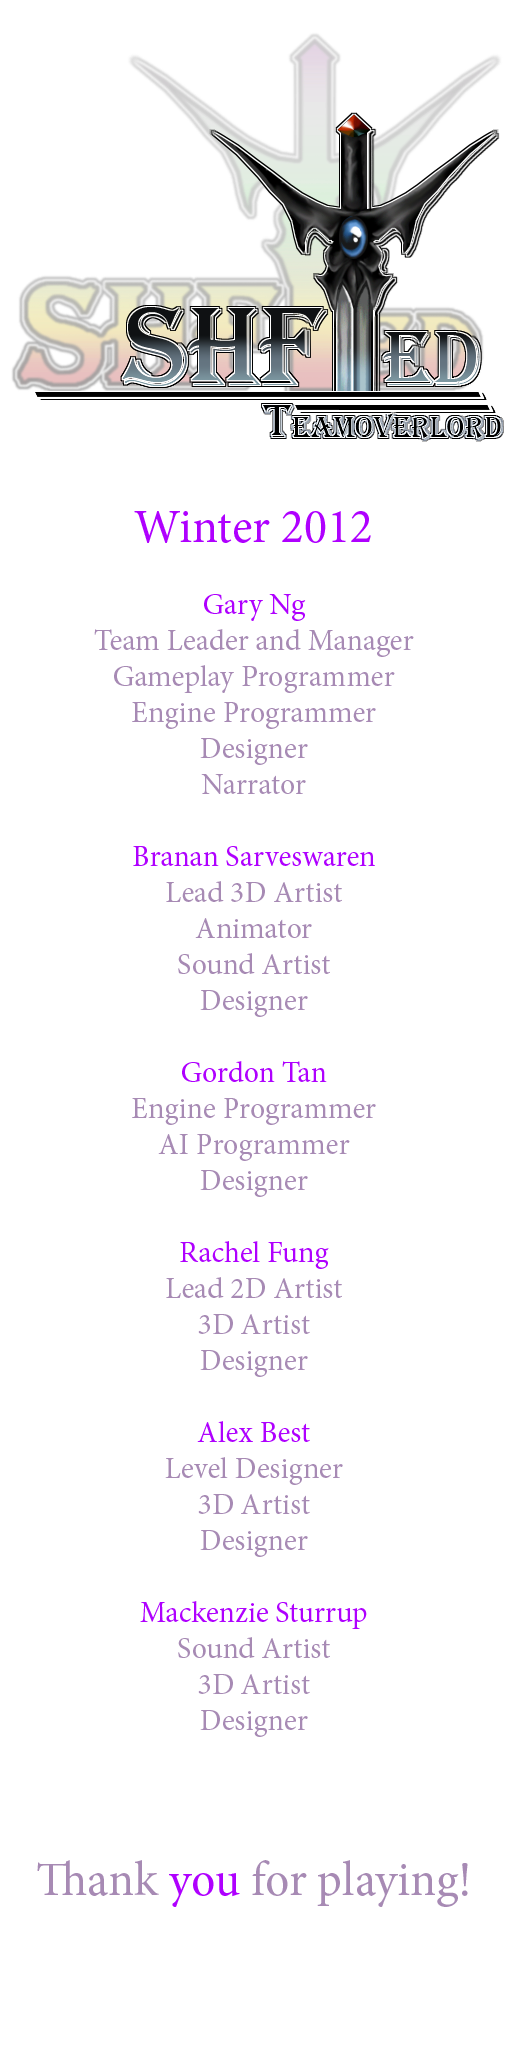 SHFTED
TEAMOVERLORD
Winter 2012
Gary Ng
Team Leader and Manager
Gameplay Programmer
Engine Programmer
Designer
Narrator
Branan Sarveswaren
Lead 3D Artist
Animator
Sound Artist
Designer
Gordon Tan
Engine Programmer
AI Programmer
Designer
Rachel Fung
Lead 2D Artist
3D Artist
Designer
Alex Best
Level Designer
3D Artist
Designer
Mackenzie Sturrup
Sound Artist
3D Artist
Designer
Thank you for playing!